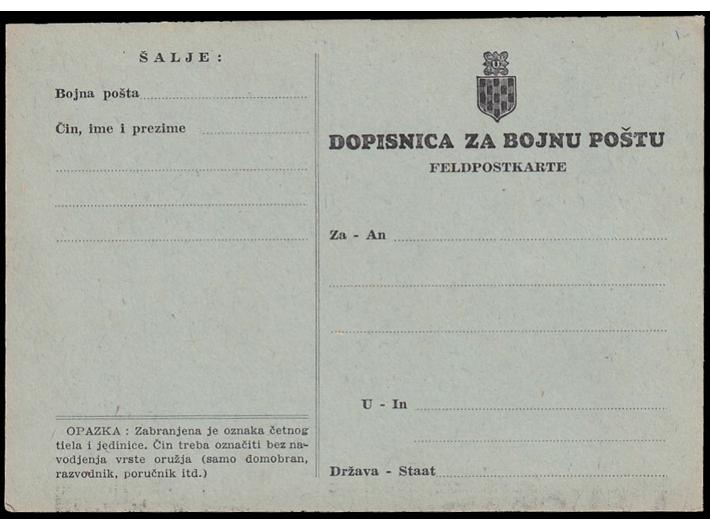 ŠALJE:
Bojna pošta
Čin, ime i prezime
OPAZKA : Zabranjena je oznaka četnog
tiela i jedinice. Čin treba označiti bez na-
vodjenja vrste oružja (samo domobran,
razvodnik, poručnik itd.)
U
DOPISNICA ZA BOJNU POŠTU
FELDPOSTKARTE
Za - An
U - In
Država - Staat